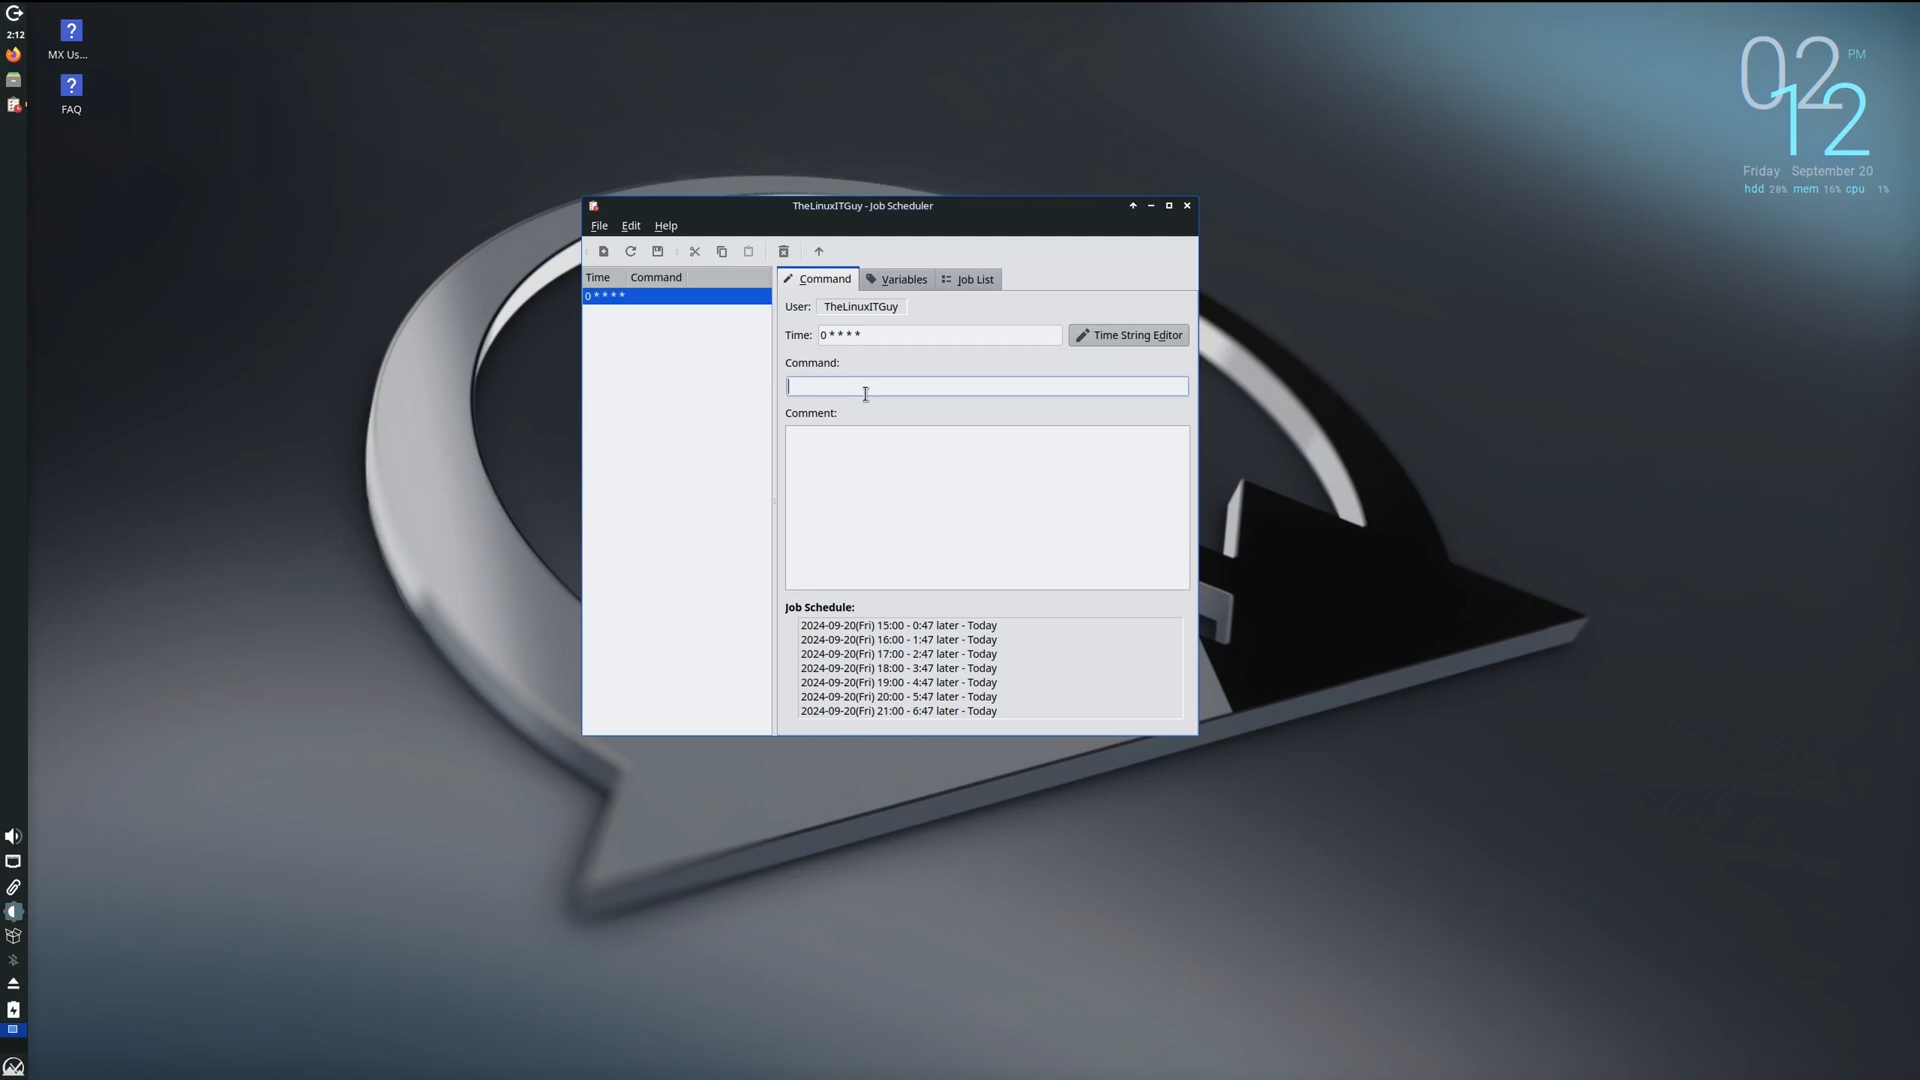 2:12
MX Us...
FAQ
02 PM
12
Friday September 20
hdd 28% mem 16% cpu 1%
TheLinuxITGuy - Job Scheduler
File Edit Help
Time Command
0 * * * *
Command Variables Job List
User: TheLinuxITGuy
Time: 0 * * * * Time String Editor
Command:
Comment:
Job Schedule:
2024-09-20(Fri) 15:00 - 0:47 later - Today
2024-09-20(Fri) 16:00 - 1:47 later - Today
2024-09-20(Fri) 17:00 - 2:47 later - Today
2024-09-20(Fri) 18:00 - 3:47 later - Today
2024-09-20(Fri) 19:00 - 4:47 later - Today
2024-09-20(Fri) 20:00 - 5:47 later - Today
2024-09-20(Fri) 21:00 - 6:47 later - Today